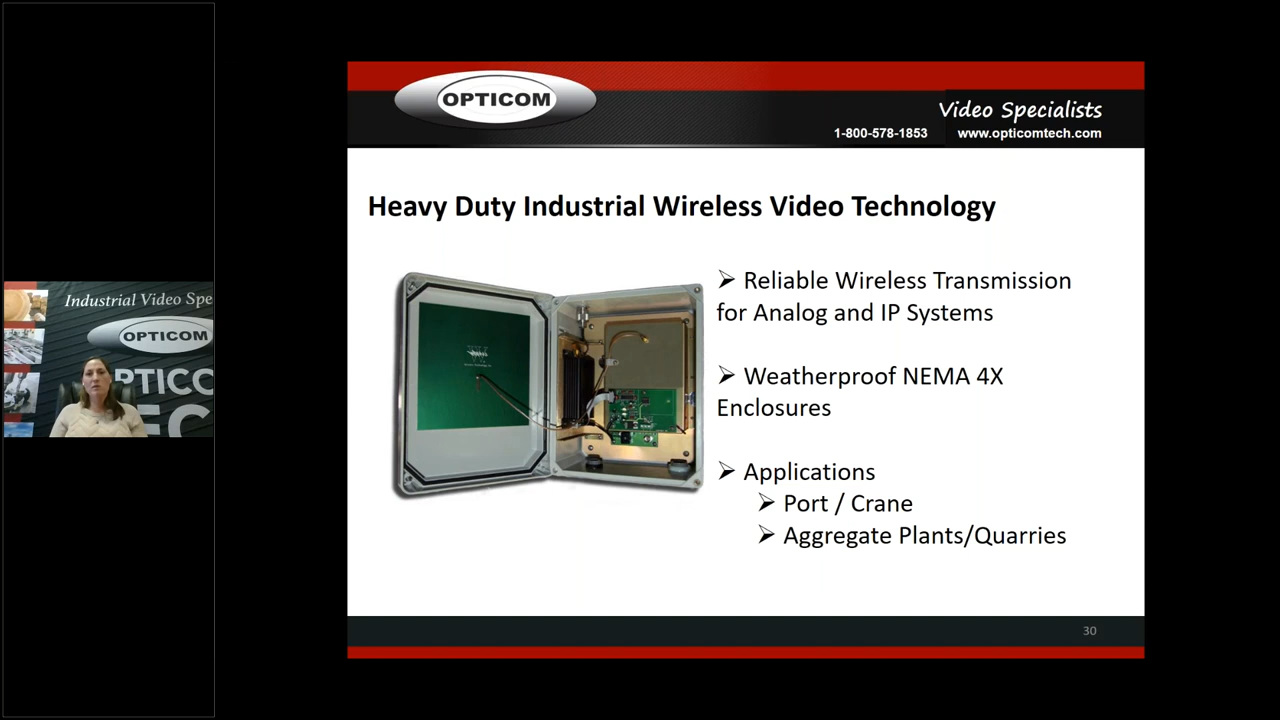 OPTICOM
Video Specialists
1-800-578-1853
www.opticomtech.com
Heavy Duty Industrial Wireless Video Technology
➢ Reliable Wireless Transmission
for Analog and IP Systems
➢ Weatherproof NEMA 4X
Enclosures
➢ Applications
➢ Port / Crane
➢ Aggregate Plants/Quarries
30
Industrial Video Spe
OPTICOM
PTICO